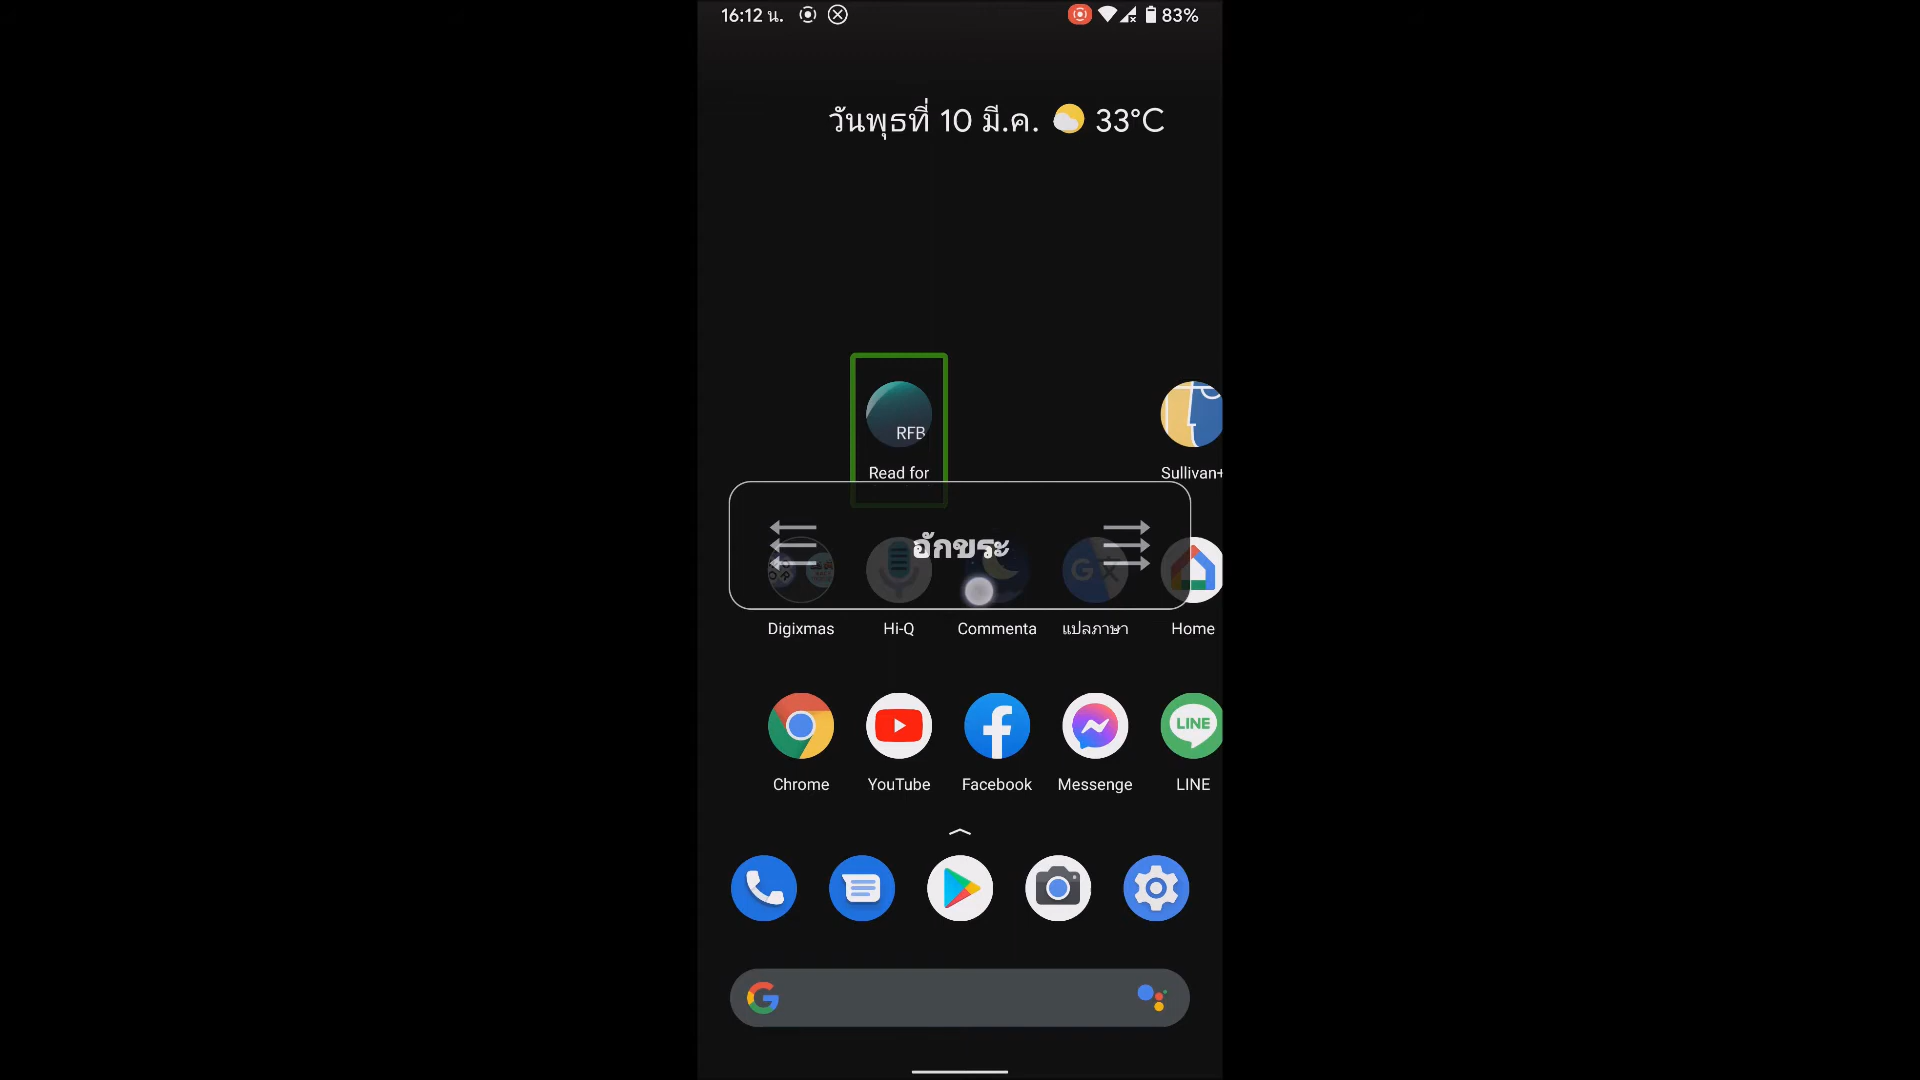 16:12 น.
83%
วันพุธที่ 10 มี.ค. 33°C
RFB
Read for
Sullivan+
อักขระ
Digixmas
Hi-Q
Commenta
แปลภาษา
Home
LINE
Chrome
YouTube
Facebook
Messenge
LINE